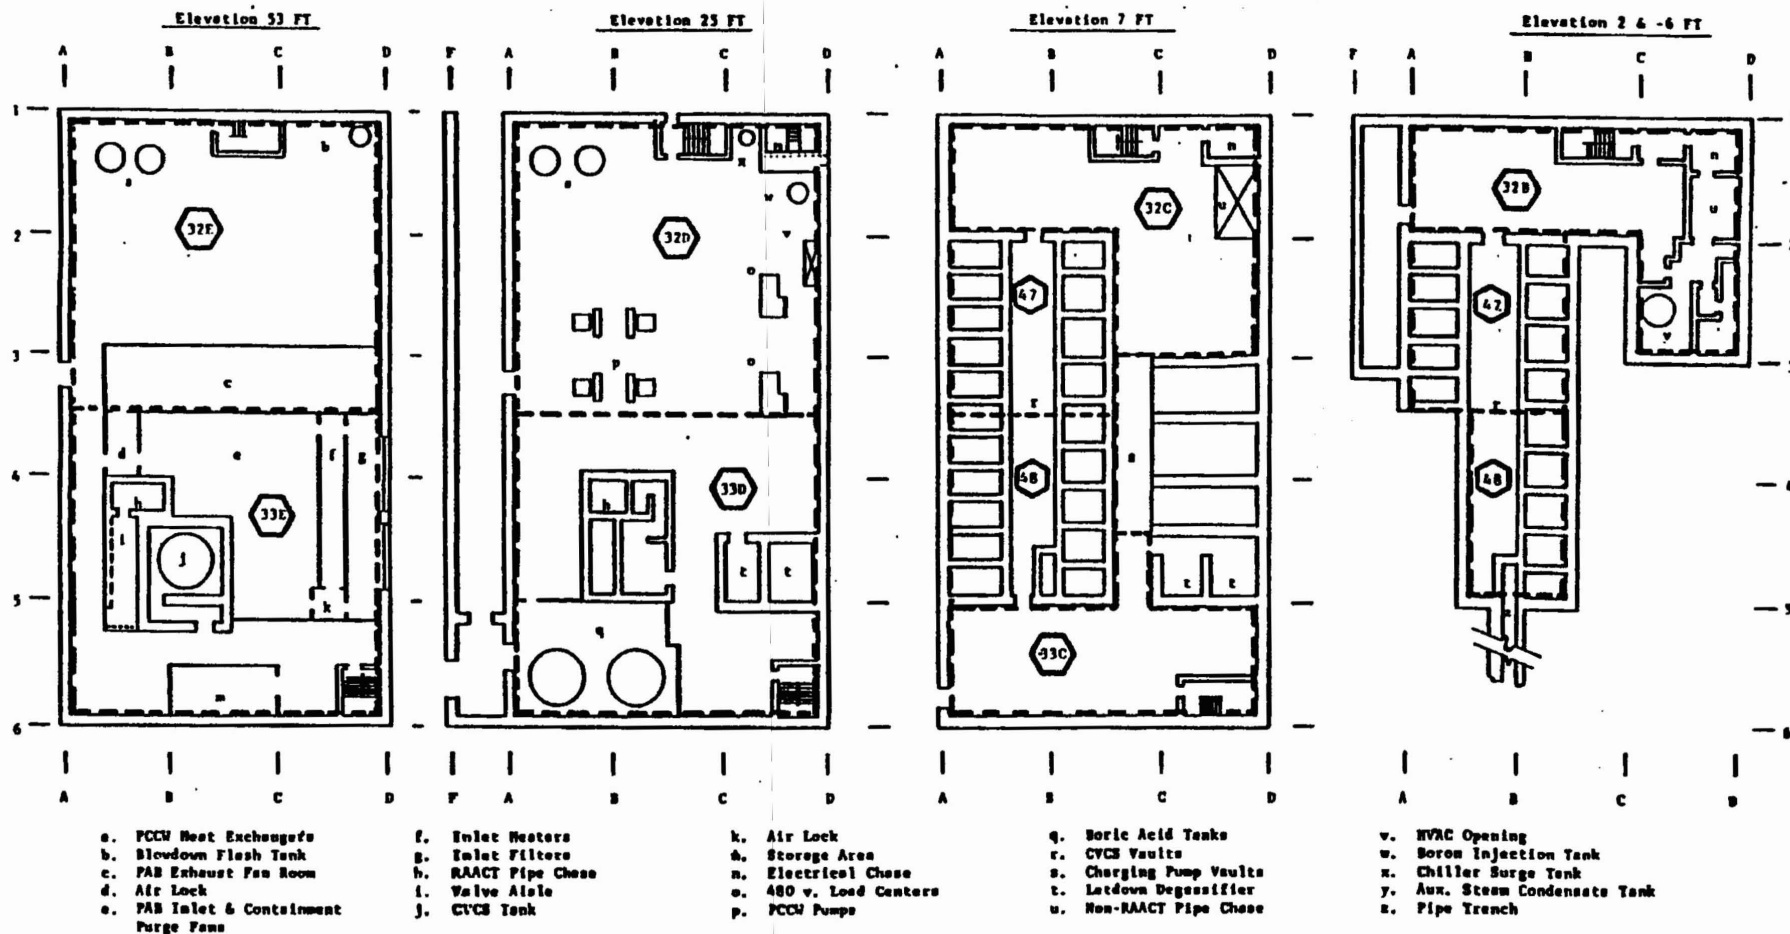 Elevation 53 FT
Elevation 25 FT
Elevation 7 FT
Elevation 2 & -6 FT
A B C D
F A B C D
A B C D
F A B C D
1
2
3
4
5
6
b
32E
c
d e f g
h
i
j
33E
k
m
n
x
w
32D
o
o
p
33D
h
t t
q
n
32C
u
47
r
48
s
t t
33C
n
32B
u
47
v
r
48
z
5
6
A B C D
F A B C D
A B C D
A B C
a. PCCW Heat Exchangers
b. Blowdown Flash Tank
c. PAB Exhaust Fan Room
d. Air Lock
e. PAB Inlet & Containment
Purge Fans
f. Inlet Heaters
g. Inlet Filters
h. RAACT Pipe Chase
i. Valve Aisle
j. CVCS Tank
k. Air Lock
Storage Area
n. Electrical Chase
o. 480 v. Load Centers
p. PCCW Pumps
q. Boric Acid Tanks
r. CVCS Vaults
s. Charging Pump Vaults
t. Letdown Degassifier
u. Non-RAACT Pipe Chase
v. HVAC Opening
w. Boron Injection Tank
x. Chiller Surge Tank
y. Aux. Steam Condensate Tank
z. Pipe Trench